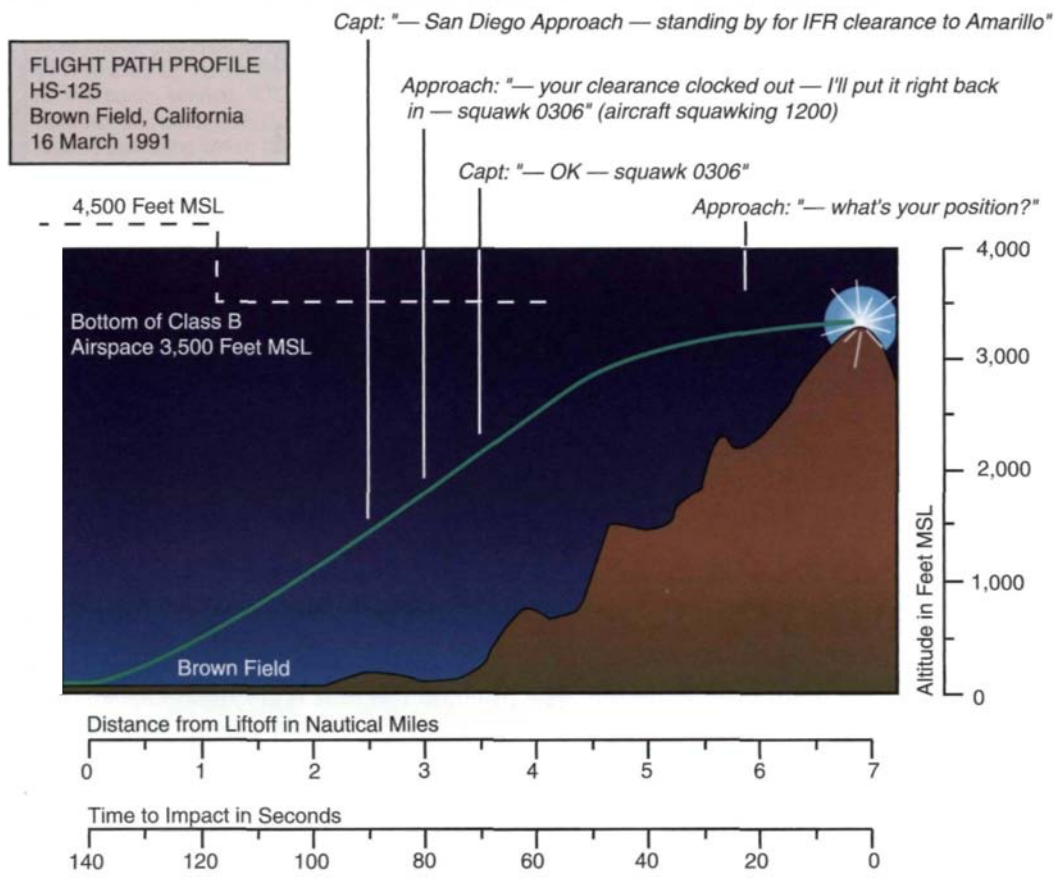 Capt: "— San Diego Approach — standing by for IFR clearance to Amarillo"
FLIGHT PATH PROFILE
HS-125
Brown Field, California
16 March 1991
Approach: "— your clearance clocked out — I'll put it right back
in — squawk 0306" (aircraft squawking 1200)
Capt: "— OK — squawk 0306"
4,500 Feet MSL
Approach: "— what's your position?"
4,000
Bottom of Class B
Airspace 3,500 Feet MSL
3,000
2,000
1,000
0
Altitude in Feet MSL
Brown Field
Distance from Liftoff in Nautical Miles
0 1 2 3 4 5 6 7
Time to Impact in Seconds
140 120 100 80 60 40 20 0